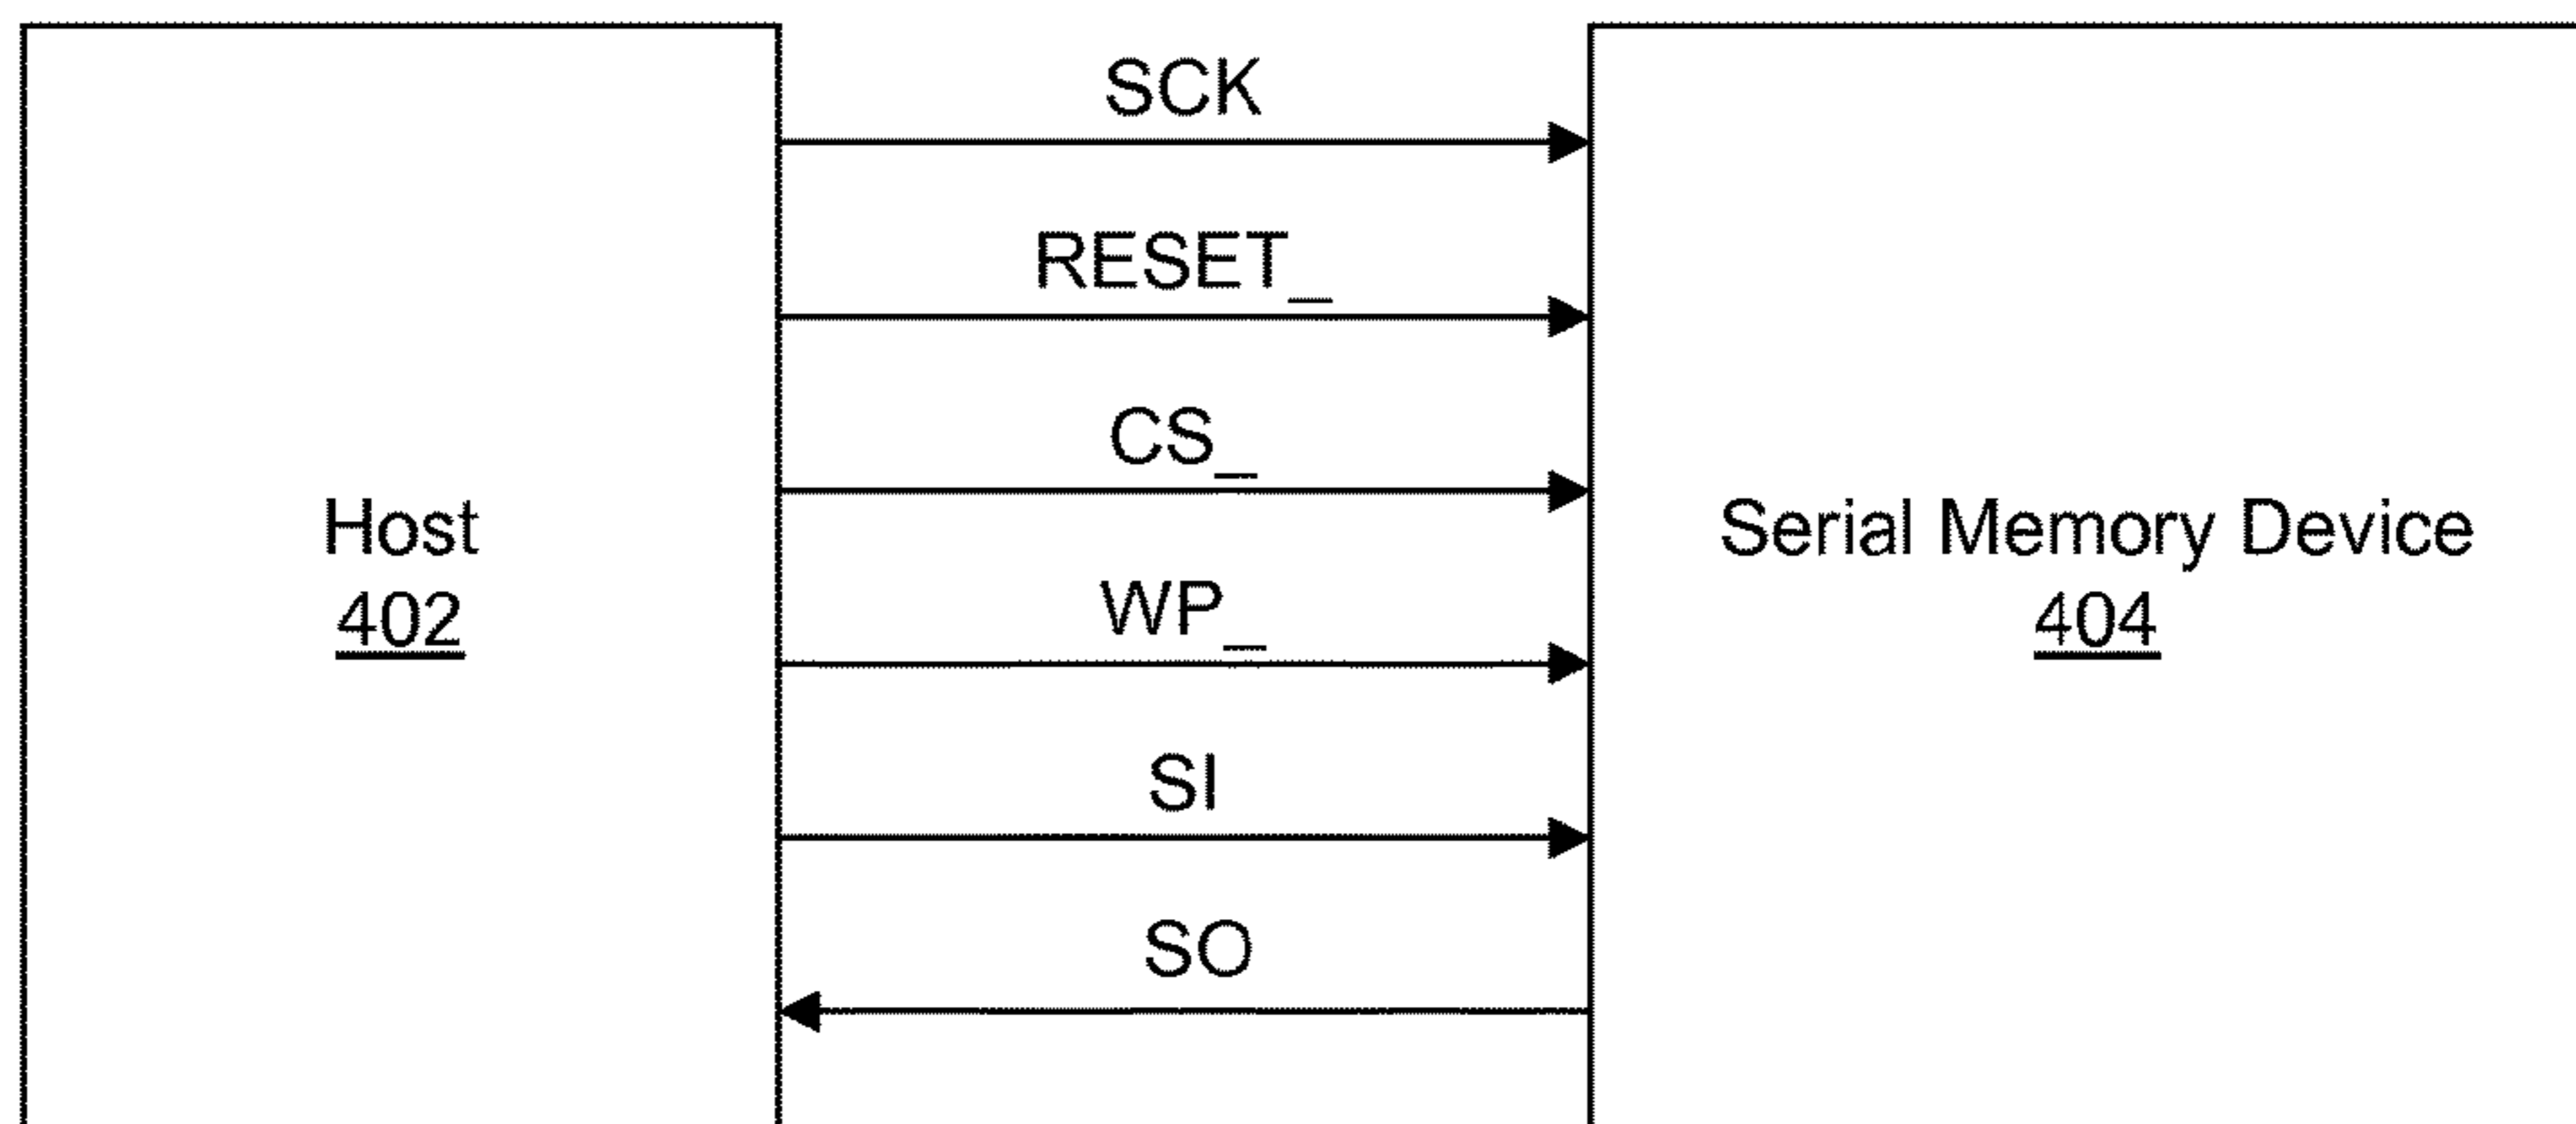 SCK
RESET_
CS_
Host
402
WP_
Serial Memory Device
404
SI
SO